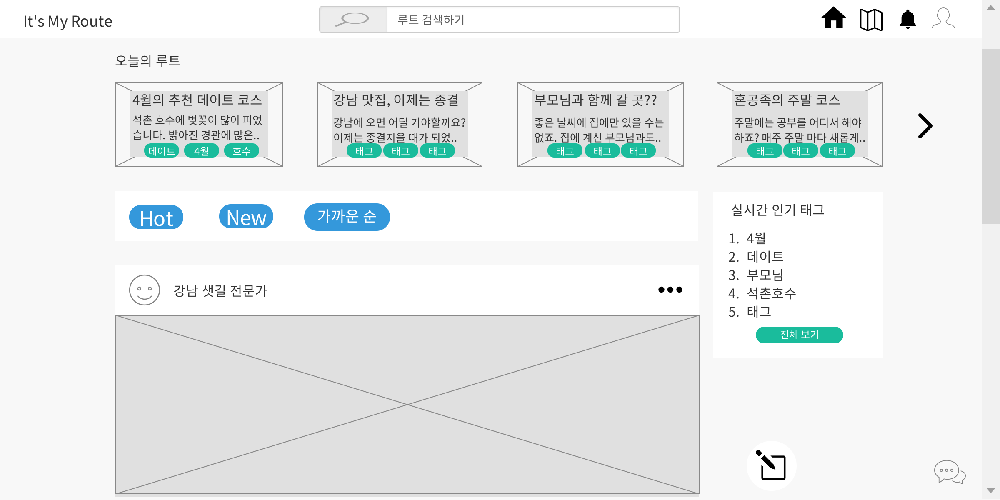 It's My Route
루트 검색하기
오늘의 루트
4월의 추천 데이트 코스
석촌 호수에 벚꽃이 많이 피었
습니다. 밝아진 경관에 많은..
데이트 4월 호수
강남 맛집, 이제는 종결
강남에 오면 어딜 가야할까요?
이제는 종결지을 때가 되었..
태그 태그 태그
부모님과 함께 갈 곳??
좋은 날씨에 집에만 있을 수는
없죠. 집에 계신 부모님과도..
태그 태그 태그
혼공족의 주말 코스
주말에는 공부를 어디서 해야
하죠? 매주 주말 마다 새롭게..
태그 태그 태그
Hot New 가까운 순
강남 샛길 전문가
실시간 인기 태그
1. 4월
2. 데이트
3. 부모님
4. 석촌호수
5. 태그
전체 보기